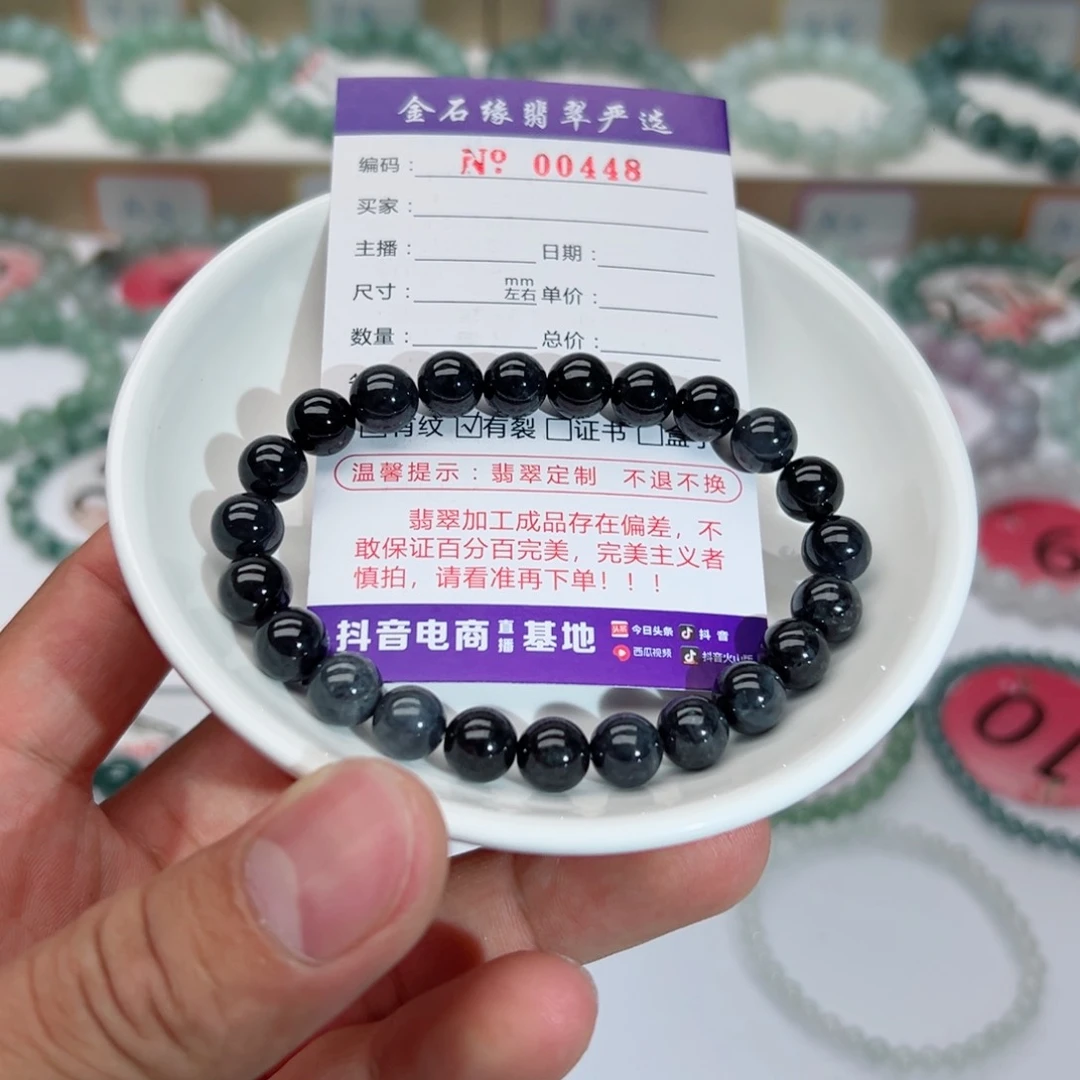 金石缘翡翠严选
编码： Nº 00448
买家：
主播： 日期：
尺寸： mm左右 单价：
数量： 总价：
有纹 ☑有裂 □证书 □盒子
温馨提示：翡翠定制 不退不换
翡翠加工成品存在偏差，不
敢保证百分百完美，完美主义者
慎拍，请看准再下单！！！
抖音电商直播基地
头条 今日头条 抖音
西瓜视频 抖音火山版
6
10